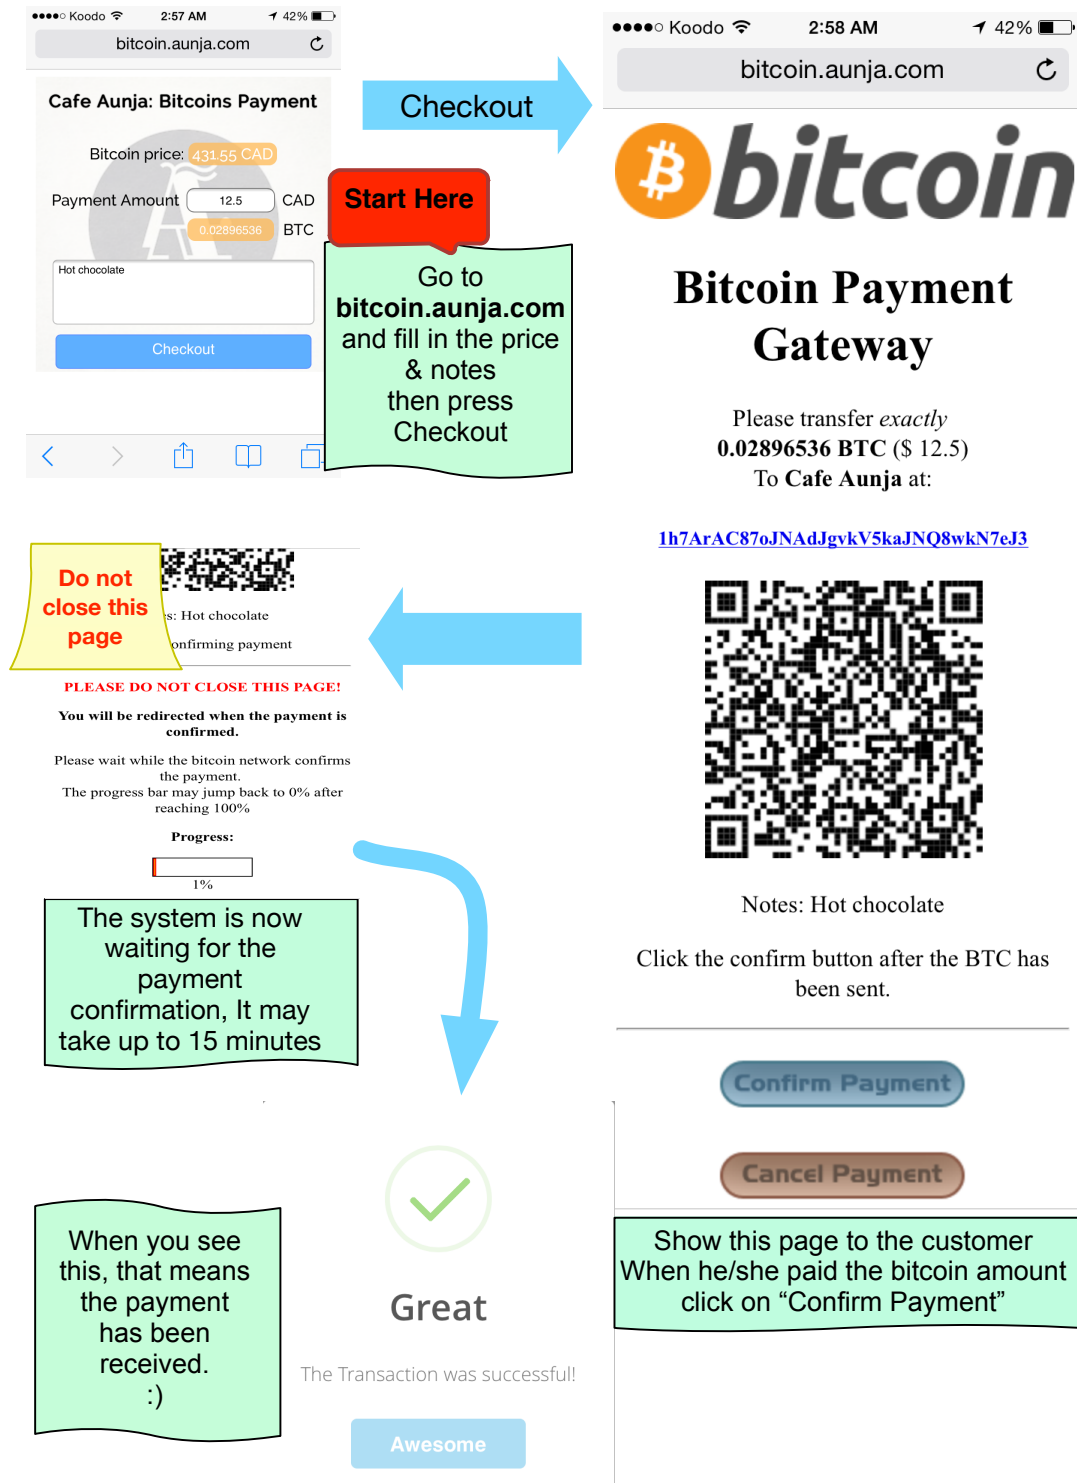 ●●●●○ Koodo 2:57 AM 42%
bitcoin.aunja.com
Cafe Aunja: Bitcoins Payment
Bitcoin price: 431.55 CAD
Payment Amount 12.5 CAD
0.02896536 BTC
Hot chocolate
Checkout
Checkout
Start Here
Go to
bitcoin.aunja.com
and fill in the price
& notes
then press
Checkout
●●●●○ Koodo 2:58 AM 42%
bitcoin.aunja.com
bitcoin
Bitcoin Payment
Gateway
Please transfer exactly
0.02896536 BTC ($ 12.5)
To Cafe Aunja at:
1h7ArAC87oJNAdJgvkV5kaJNQ8wkN7eJ3
Notes: Hot chocolate
Click the confirm button after the BTC has
been sent.
Confirm Payment
Cancel Payment
Show this page to the customer
When he/she paid the bitcoin amount
click on “Confirm Payment”
Do not
close this
page
s: Hot chocolate
onfirming payment
PLEASE DO NOT CLOSE THIS PAGE!
You will be redirected when the payment is
confirmed.
Please wait while the bitcoin network confirms
the payment.
The progress bar may jump back to 0% after
reaching 100%
Progress:
1%
The system is now
waiting for the
payment
confirmation, It may
take up to 15 minutes
When you see
this, that means
the payment
has been
received.
:)
Great
The Transaction was successful!
Awesome